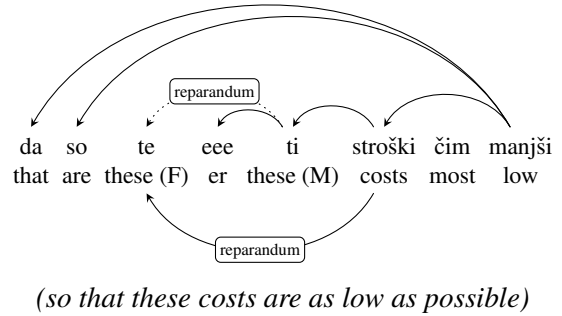 reparandum
da so te eee ti stroški čim manjši
that are these (F) er these (M) costs most low
reparandum
(so that these costs are as low as possible)